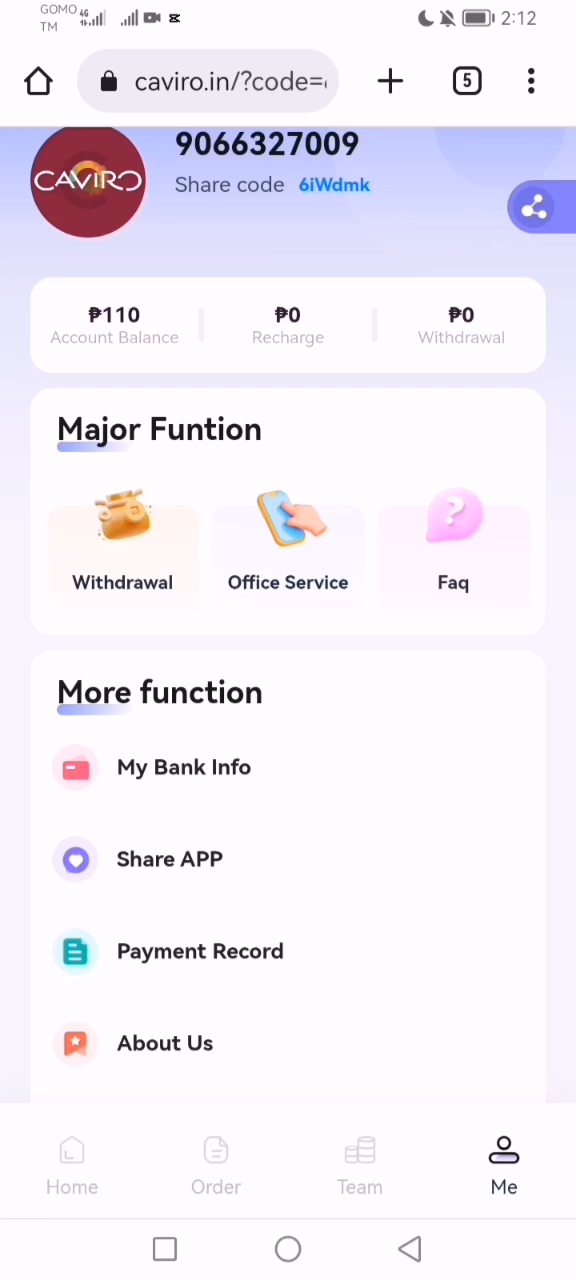 GOMO 4G
TM
2:12
caviro.in/?code=
5
CAVIRO
9066327009
Share code 6iWdmk
₱110 ₱0 ₱0
Account Balance Recharge Withdrawal
Major Funtion
Withdrawal Office Service Faq
More function
My Bank Info
Share APP
Payment Record
About Us
Home Order Team Me